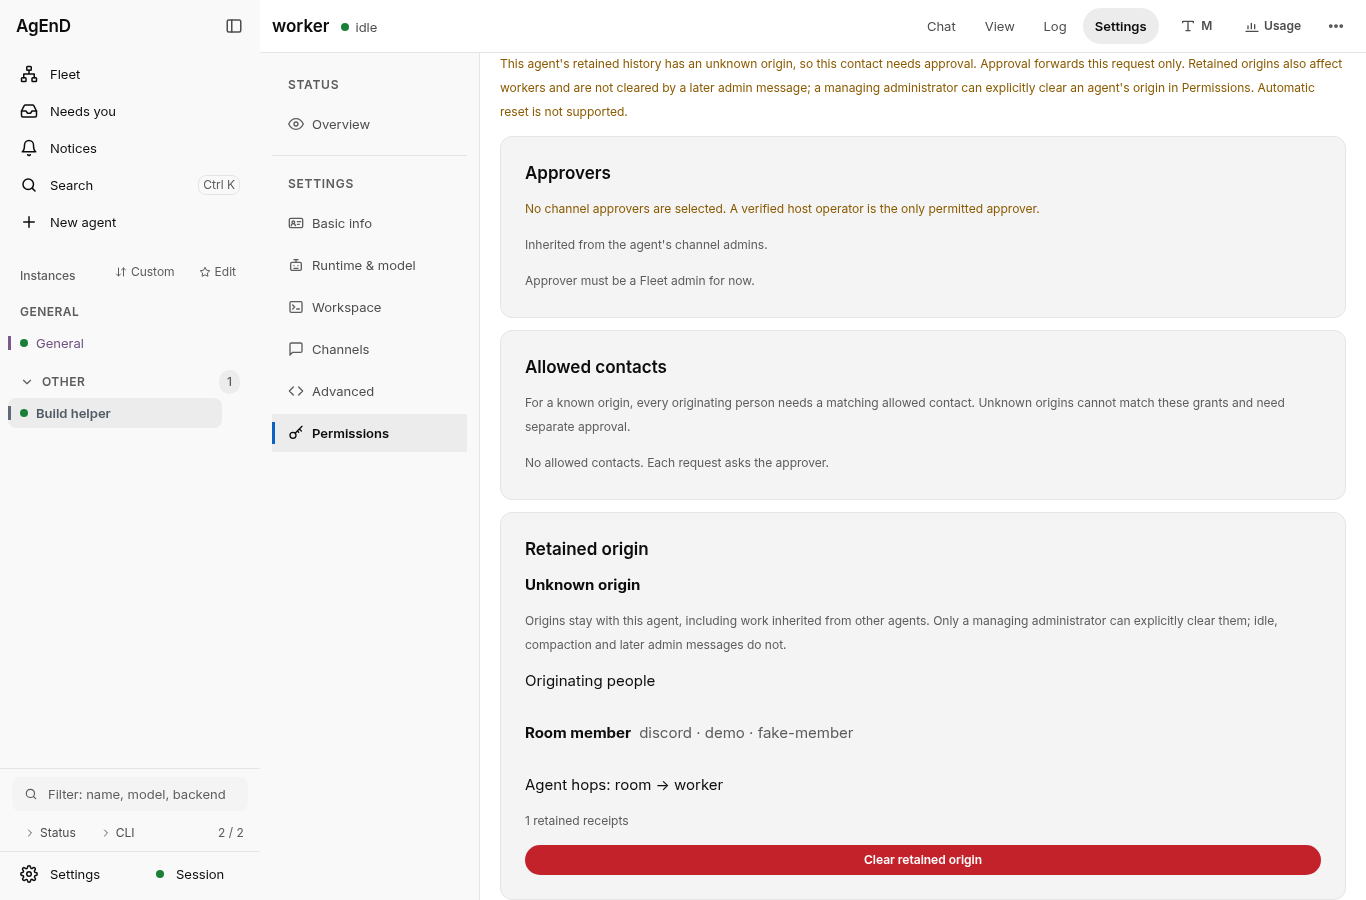 AgEnD
Fleet
Needs you
Notices
Search
Ctrl K
New agent
Instances
Custom
Edit
GENERAL
General
OTHER
1
Build helper
Filter: name, model, backend
Status
CLI
2 / 2
Settings
Session
worker
idle
Chat
View
Log
Settings
M
Usage
STATUS
Overview
SETTINGS
Basic info
Runtime & model
Workspace
Channels
Advanced
Permissions
This agent's retained history has an unknown origin, so this contact needs approval. Approval forwards this request only. Retained origins also affect
workers and are not cleared by a later admin message; a managing administrator can explicitly clear an agent's origin in Permissions. Automatic
reset is not supported.
Approvers
No channel approvers are selected. A verified host operator is the only permitted approver.
Inherited from the agent's channel admins.
Approver must be a Fleet admin for now.
Allowed contacts
For a known origin, every originating person needs a matching allowed contact. Unknown origins cannot match these grants and need
separate approval.
No allowed contacts. Each request asks the approver.
Retained origin
Unknown origin
Origins stay with this agent, including work inherited from other agents. Only a managing administrator can explicitly clear them; idle,
compaction and later admin messages do not.
Originating people
Room member discord · demo · fake-member
Agent hops: room → worker
1 retained receipts
Clear retained origin